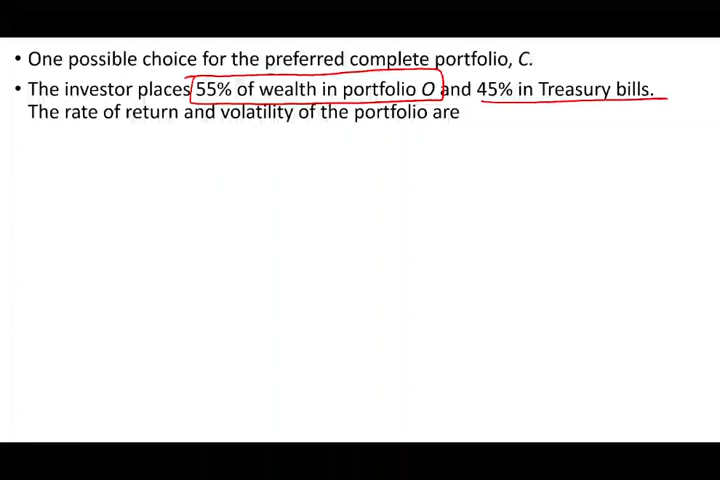 • One possible choice for the preferred complete portfolio, C.
• The investor places 55% of wealth in portfolio O and 45% in Treasury bills.
The rate of return and volatility of the portfolio are